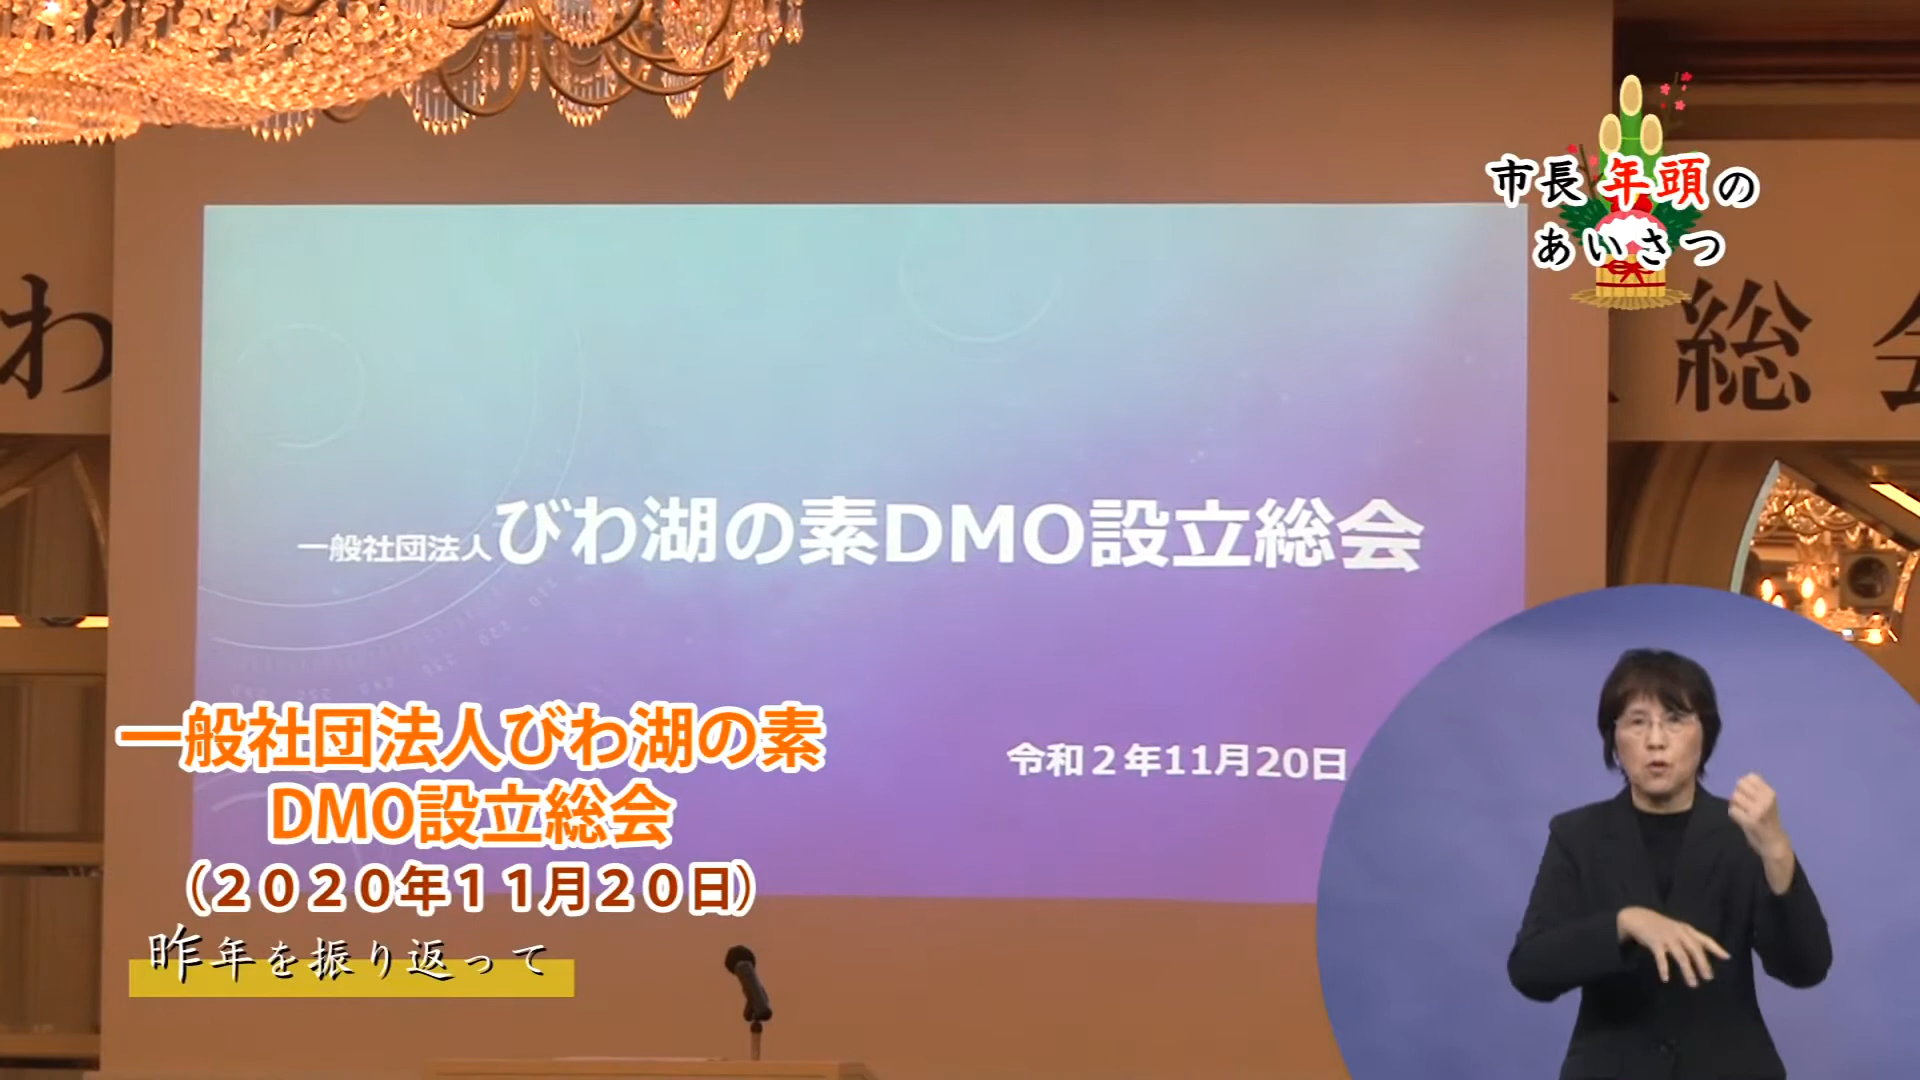 市長 年頭の
あいさつ
わ
総会
一般社団法人びわ湖の素DMO設立総会
令和２年11月20日
一般社団法人びわ湖の素
DMO設立総会
（２０２０年１１月２０日）
昨年を振り返って